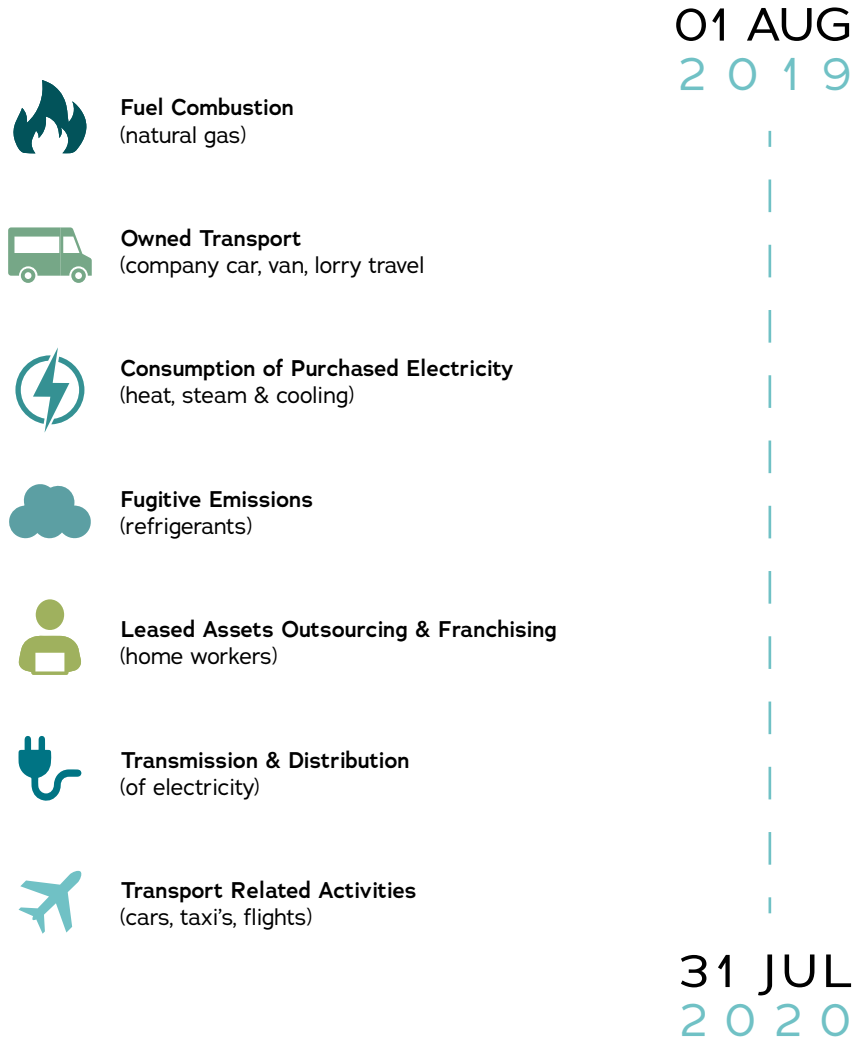 01 AUG
2019
Fuel Combustion
(natural gas)
Owned Transport
(company car, van, lorry travel
Consumption of Purchased Electricity
(heat, steam & cooling)
Fugitive Emissions
(refrigerants)
Leased Assets Outsourcing & Franchising
(home workers)
Transmission & Distribution
(of electricity)
Transport Related Activities
(cars, taxi's, flights)
31 JUL
2020